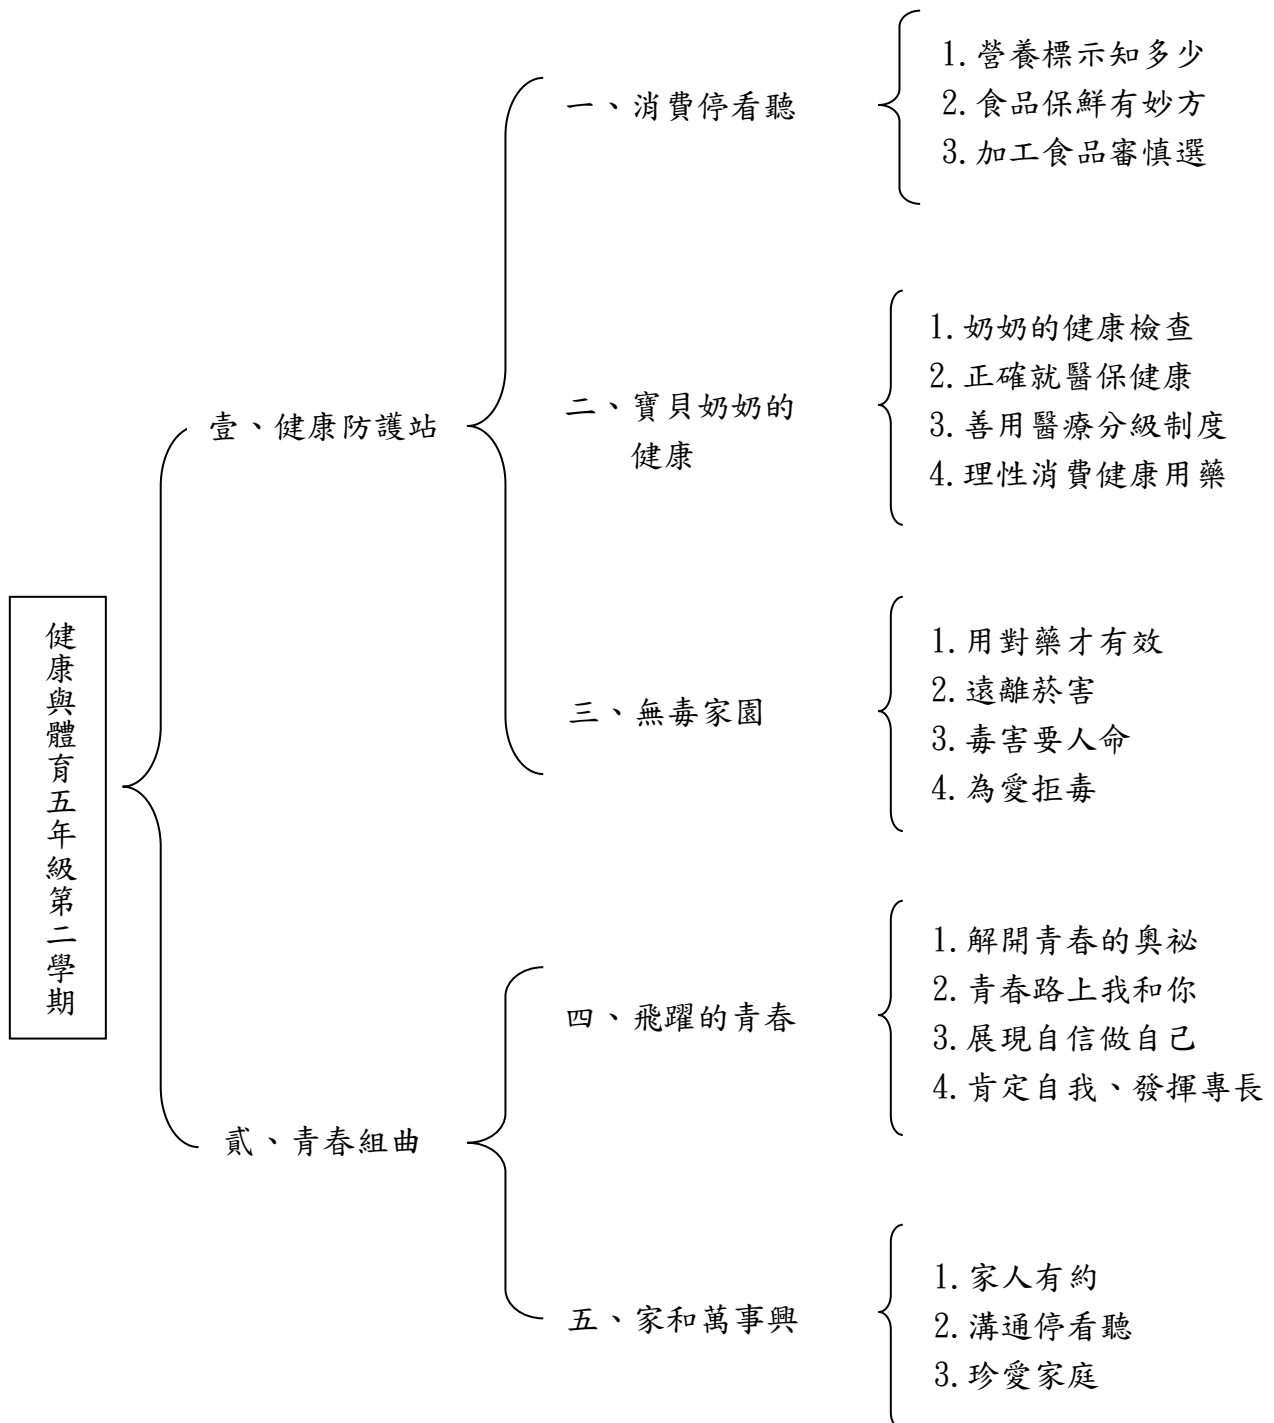 健康與體育五年級第二學期
壹、健康防護站
一、消費停看聽
1.營養標示知多少
2.食品保鮮有妙方
3.加工食品審慎選
二、寶貝奶奶的
健康
1.奶奶的健康檢查
2.正確就醫保健康
3.善用醫療分級制度
4.理性消費健康用藥
三、無毒家園
1.用對藥才有效
2.遠離菸害
3.毒害要人命
4.為愛拒毒
貳、青春組曲
四、飛躍的青春
1.解開青春的奧祕
2.青春路上我和你
3.展現自信做自己
4.肯定自我、發揮專長
五、家和萬事興
1.家人有約
2.溝通停看聽
3.珍愛家庭